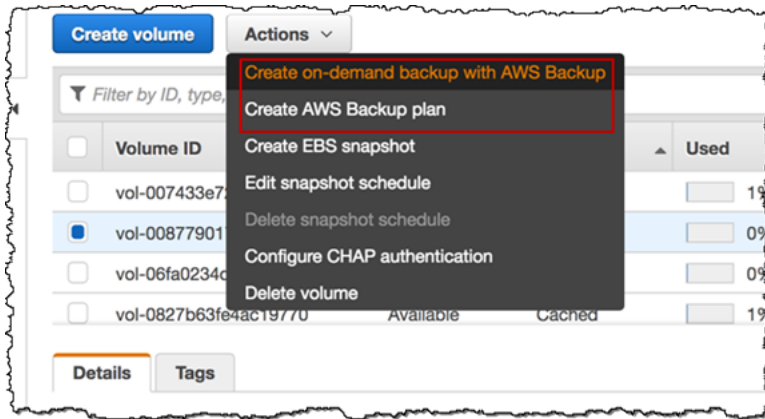 Create volume Actions
Create on-demand backup with AWS Backup
Filter by ID, type,
Create AWS Backup plan
Volume ID Create EBS snapshot Used
vol-007433e7 Edit snapshot schedule 1%
Delete snapshot schedule
vol-00877901 0%
Configure CHAP authentication
vol-06fa0234c 0%
Delete volume
vol-0827b63fe4ac19770 Available Cached 1%
Details Tags